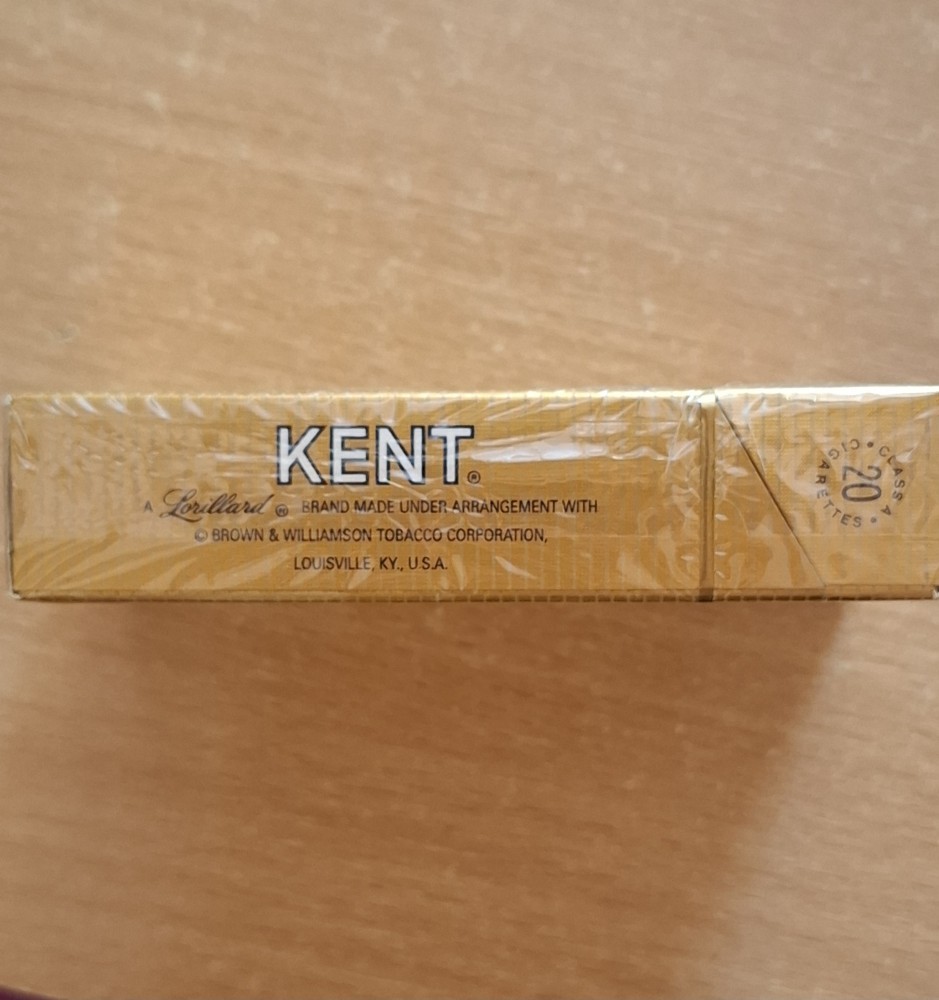 KENT®
A Lorillard ® BRAND MADE UNDER ARRANGEMENT WITH
© BROWN & WILLIAMSON TOBACCO CORPORATION,
LOUISVILLE, KY., U.S.A.
20
CLASS A • CIGARETTES •